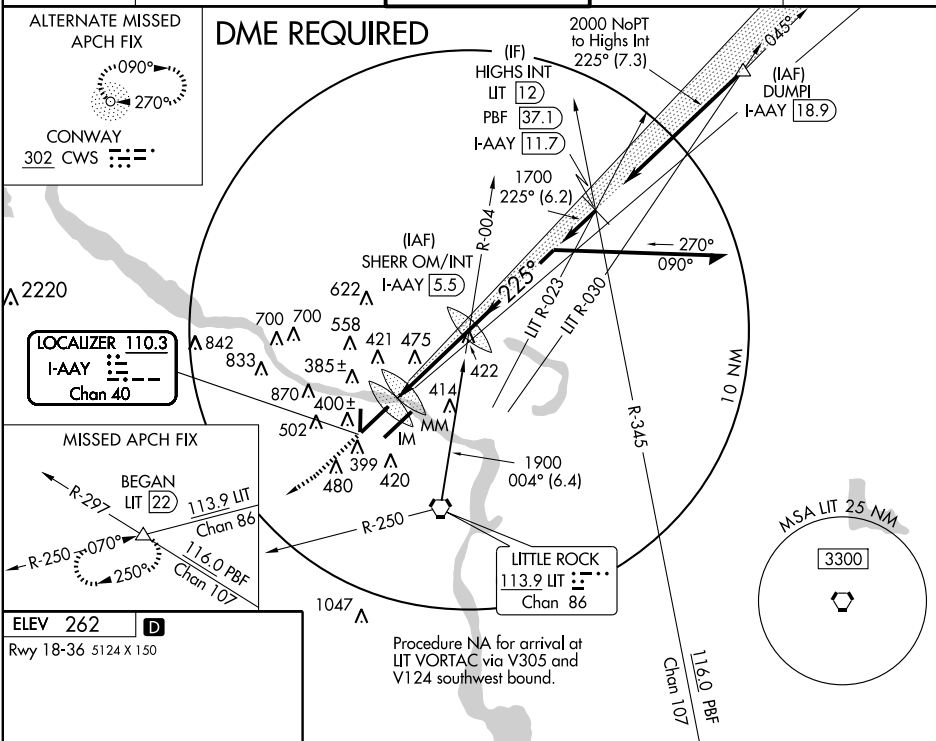 ALTERNATE MISSED
APCH FIX
090°
270°
CONWAY
302 CWS
DME REQUIRED
2000 NoPT
to Highs Int
225° (7.3)
045°
(IAF)
DUMPI
I-AAY 18.9
(IF)
HIGHS INT
LIT 12
PBF 37.1
I-AAY 11.7
1700
225° (6.2)
R-004
(IAF)
SHERR OM/INT
I-AAY 5.5
225°
270°
090°
LIT R-023
LIT R-030
10 NM
R-345
2220
622
700
700
558
842
833
421
475
385±
422
870
400±
414
502
MM
IM
399
480
420
LOCALIZER 110.3
I-AAY
Chan 40
1900
004° (6.4)
R-250
MISSED APCH FIX
BEGAN
LIT 22
R-297
113.9 LIT
Chan 86
R-250
070°
250°
116.0 PBF
Chan 107
LITTLE ROCK
113.9 LIT
Chan 86
MSA LIT 25 NM
3300
1047
ELEV 262 D
Rwy 18-36 5124 X 150
Procedure NA for arrival at
LIT VORTAC via V305 and
V124 southwest bound.
116.0 PBF
Chan 107